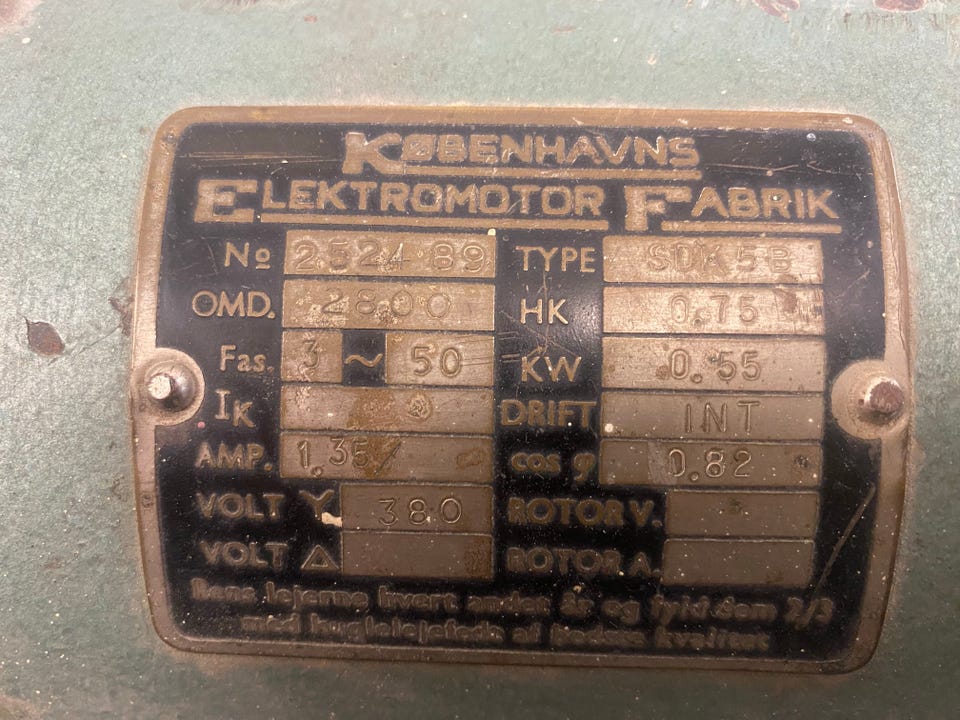 KØBENHAVNS
ELEKTROMOTOR FABRIK
No 252489 TYPE SDK5B
OMD. 2800 HK 0.75
Fas. 3 ~ 50 KW 0.55
IK DRIFT INT
AMP. 1.35 cos φ 0.82
VOLT Y 380 ROTOR V.
VOLT Δ ROTOR A.
Rens lejerne hvert andet år og fyld dem 2/3
med kuglelejefedt af bedste kvalitet